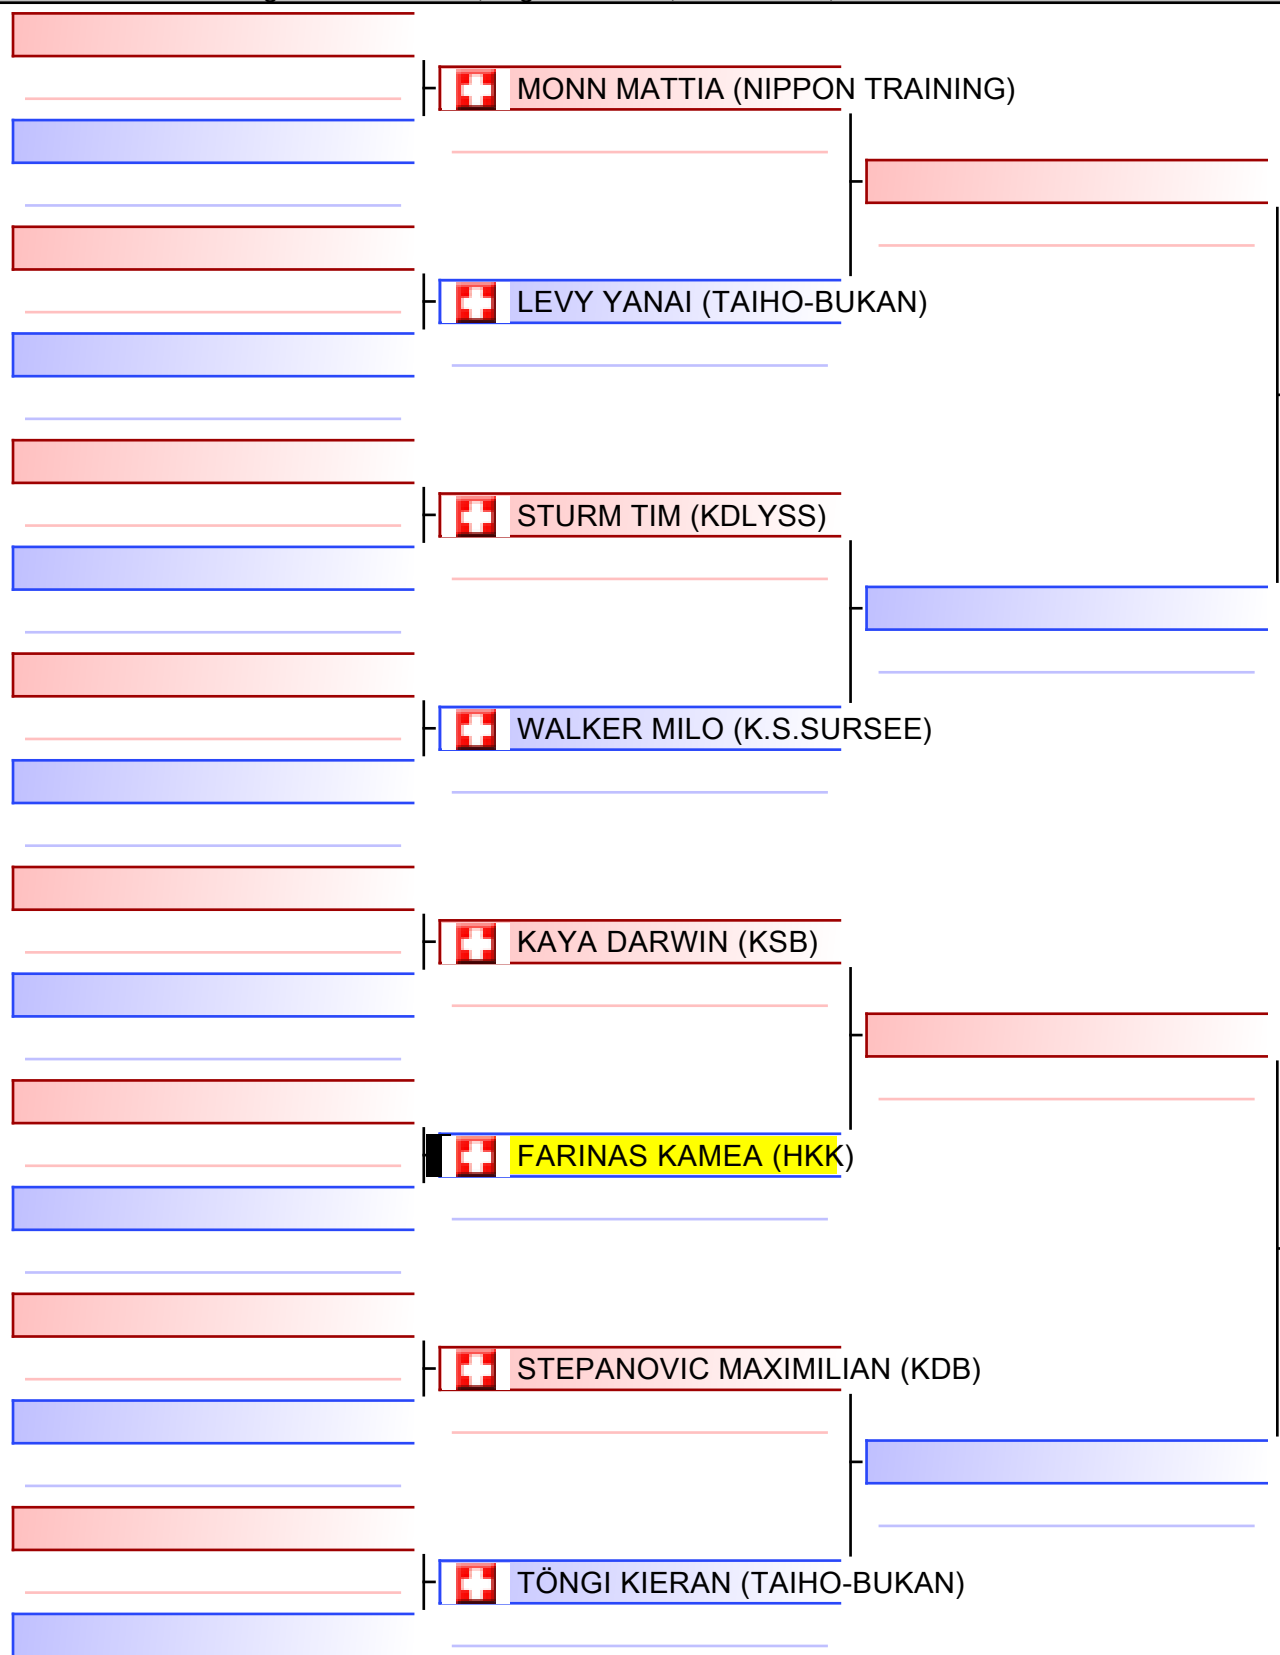 MONN MATTIA (NIPPON TRAINING)
LEVY YANAI (TAIHO-BUKAN)
STURM TIM (KDLYSS)
WALKER MILO (K.S.SURSEE)
KAYA DARWIN (KSB)
FARINAS KAMEA (HKK)
STEPANOVIC MAXIMILIAN (KDB)
TÖNGI KIERAN (TAIHO-BUKAN)